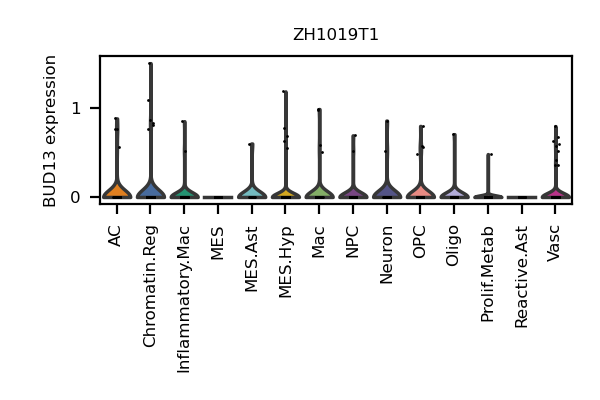 ZH1019T1
BUD13 expression
1
0
AC
Chromatin.Reg
Inflammatory.Mac
MES
MES.Ast
MES.Hyp
Mac
NPC
Neuron
OPC
Oligo
Prolif.Metab
Reactive.Ast
Vasc